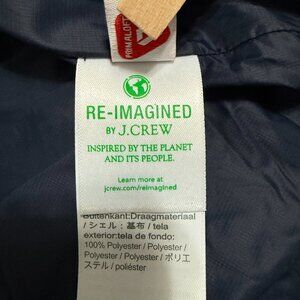 PRIMALOFT
RE-IMAGINED
BY J.CREW
INSPIRED BY THE PLANET
AND ITS PEOPLE.
Learn more at
jcrew.com/reimagined
Buitenkant:Draagmateriaal
/ シェル：基布 / tela
exterior:tela de fondo:
100% Polyester / Polyester /
Polyester / Polyester / ポリエ
ステル / poliéster